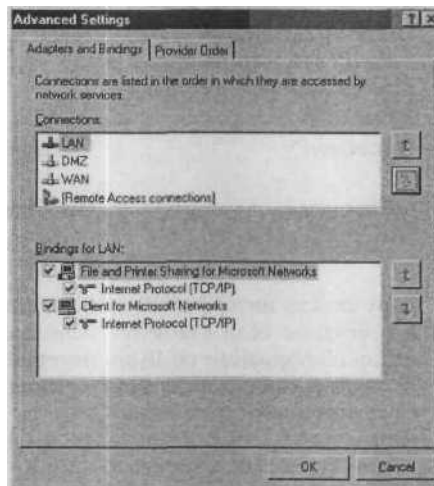 Advanced Settings
Adapters and Bindings
Provider Order
Connections are listed in the order in which they are accessed by
network services.
Connections:
LAN
DMZ
WAN
[Remote Access connections]
Bindings for LAN:
File and Printer Sharing for Microsoft Networks
Internet Protocol (TCP/IP)
Client for Microsoft Networks
Internet Protocol (TCP/IP)
OK
Cancel